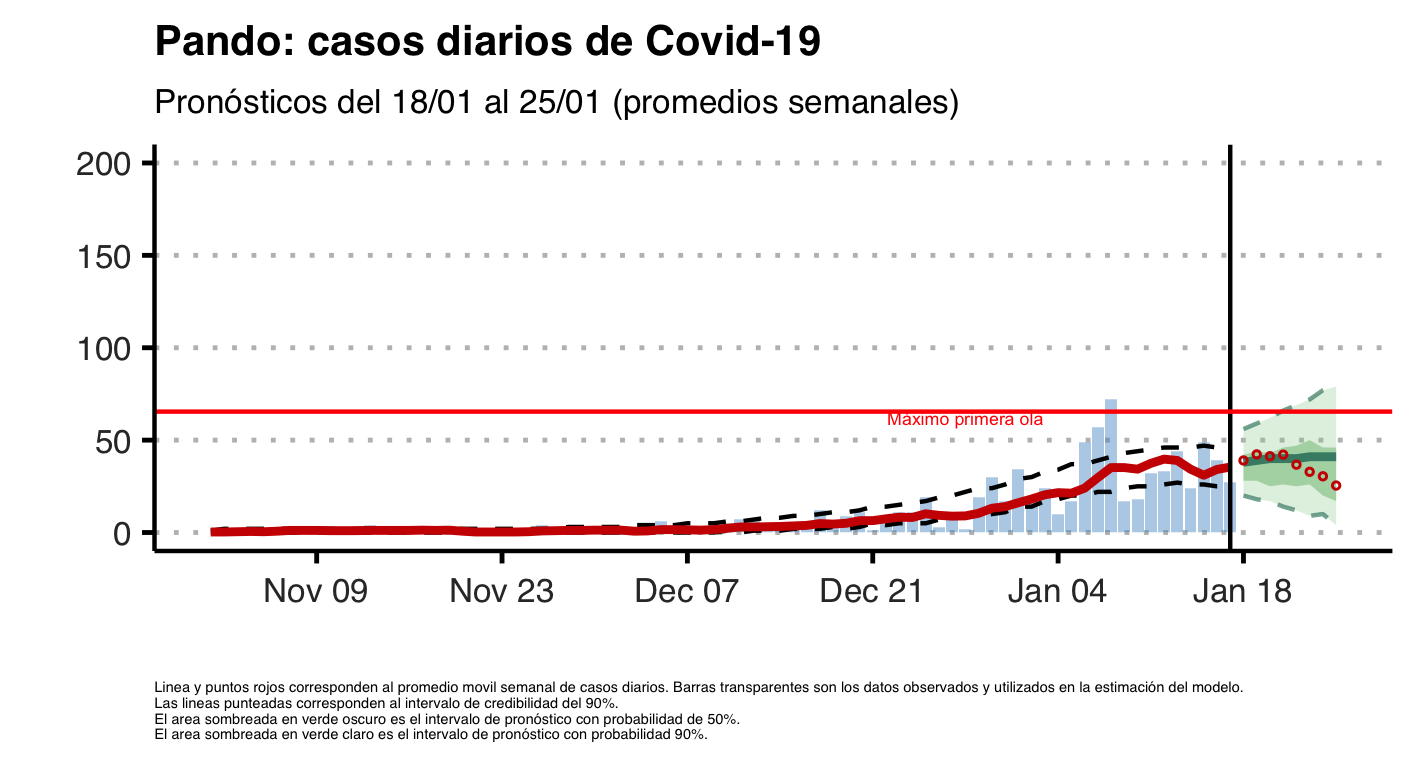 Pando: casos diarios de Covid-19
Pronósticos del 18/01 al 25/01 (promedios semanales)
200
150
100
50
0
Máximo primera ola
Nov 09 Nov 23 Dec 07 Dec 21 Jan 04 Jan 18
Linea y puntos rojos corresponden al promedio movil semanal de casos diarios. Barras transparentes son los datos observados y utilizados en la estimación del modelo.
Las lineas punteadas corresponden al intervalo de credibilidad del 90%.
El area sombreada en verde oscuro es el intervalo de pronóstico con probabilidad de 50%.
El area sombreada en verde claro es el intervalo de pronóstico con probabilidad 90%.